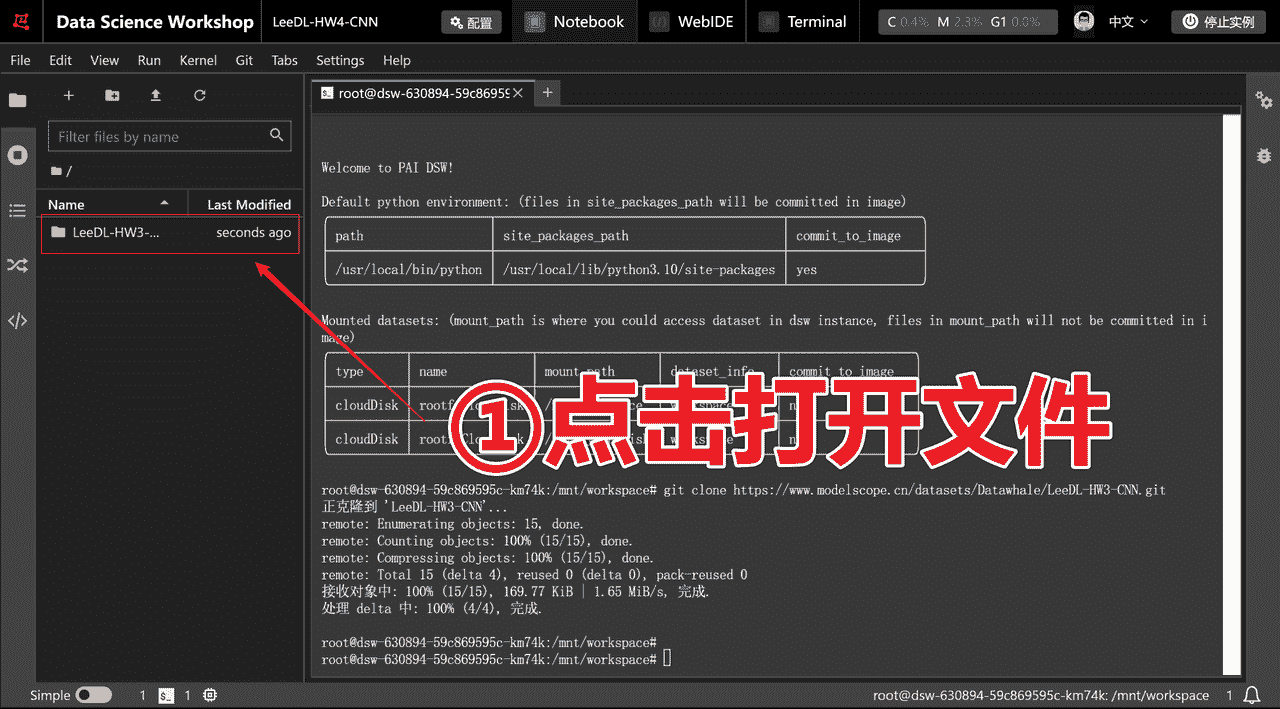 Data Science Workshop
LeeDL-HW4-CNN
配置
Notebook
WebIDE
Terminal
C 0.4% M 2.3% G1 0.0%
中文
停止实例
File Edit View Run Kernel Git Tabs Settings Help
root@dsw-630894-59c86959
Filter files by name
/
Name Last Modified
LeeDL-HW3-... seconds ago
Welcome to PAI DSW!
Default python environment: (files in site_packages_path will be committed in image)
path site_packages_path commit_to_image
/usr/local/bin/python /usr/local/lib/python3.10/site-packages yes
Mounted datasets: (mount_path is where you could access dataset in dsw instance, files in mount_path will not be committed in i
mage)
type name mount_path dataset_info commit_to_image
cloudDisk
cloudDisk
①点击打开文件
root@dsw-630894-59c869595c-km74k:/mnt/workspace# git clone https://www.modelscope.cn/datasets/Datawhale/LeeDL-HW3-CNN.git
正克隆到 'LeeDL-HW3-CNN'...
remote: Enumerating objects: 15, done.
remote: Counting objects: 100% (15/15), done.
remote: Compressing objects: 100% (15/15), done.
remote: Total 15 (delta 4), reused 0 (delta 0), pack-reused 0
接收对象中: 100% (15/15), 169.77 KiB | 1.65 MiB/s, 完成.
处理 delta 中: 100% (4/4), 完成.
root@dsw-630894-59c869595c-km74k:/mnt/workspace#
root@dsw-630894-59c869595c-km74k:/mnt/workspace#
Simple 1 1 root@dsw-630894-59c869595c-km74k: /mnt/workspace 1